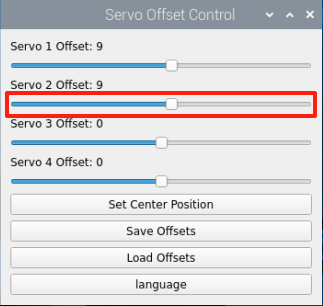 Servo Offset Control
Servo 1 Offset: 9
Servo 2 Offset: 9
Servo 3 Offset: 0
Servo 4 Offset: 0
Set Center Position
Save Offsets
Load Offsets
language